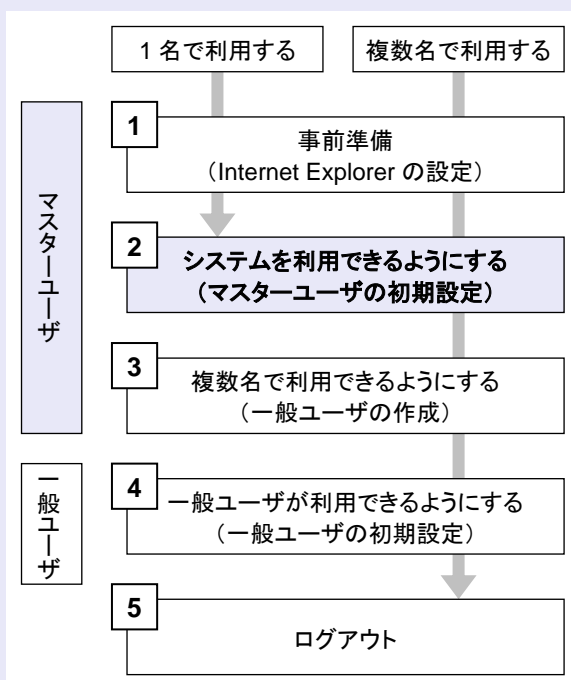 1 名で利用する
複数名で利用する
マスターユーザ
1
事前準備
（Internet Explorer の設定）
2
システムを利用できるようにする
（マスターユーザの初期設定）
3
複数名で利用できるようにする
（一般ユーザの作成）
一般ユーザ
4
一般ユーザが利用できるようにする
（一般ユーザの初期設定）
5
ログアウト